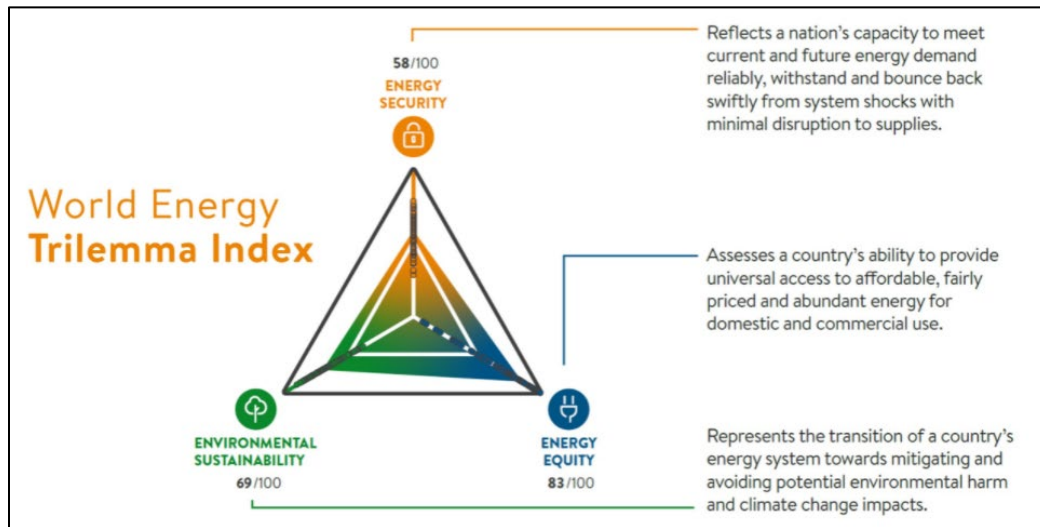 World Energy
Trilemma Index
58/100
ENERGY
SECURITY
Reflects a nation's capacity to meet
current and future energy demand
reliably, withstand and bounce back
swiftly from system shocks with
minimal disruption to supplies.
Assesses a country's ability to provide
universal access to affordable, fairly
priced and abundant energy for
domestic and commercial use.
ENVIRONMENTAL
SUSTAINABILITY
69/100
ENERGY
EQUITY
83/100
Represents the transition of a country's
energy system towards mitigating and
avoiding potential environmental harm
and climate change impacts.